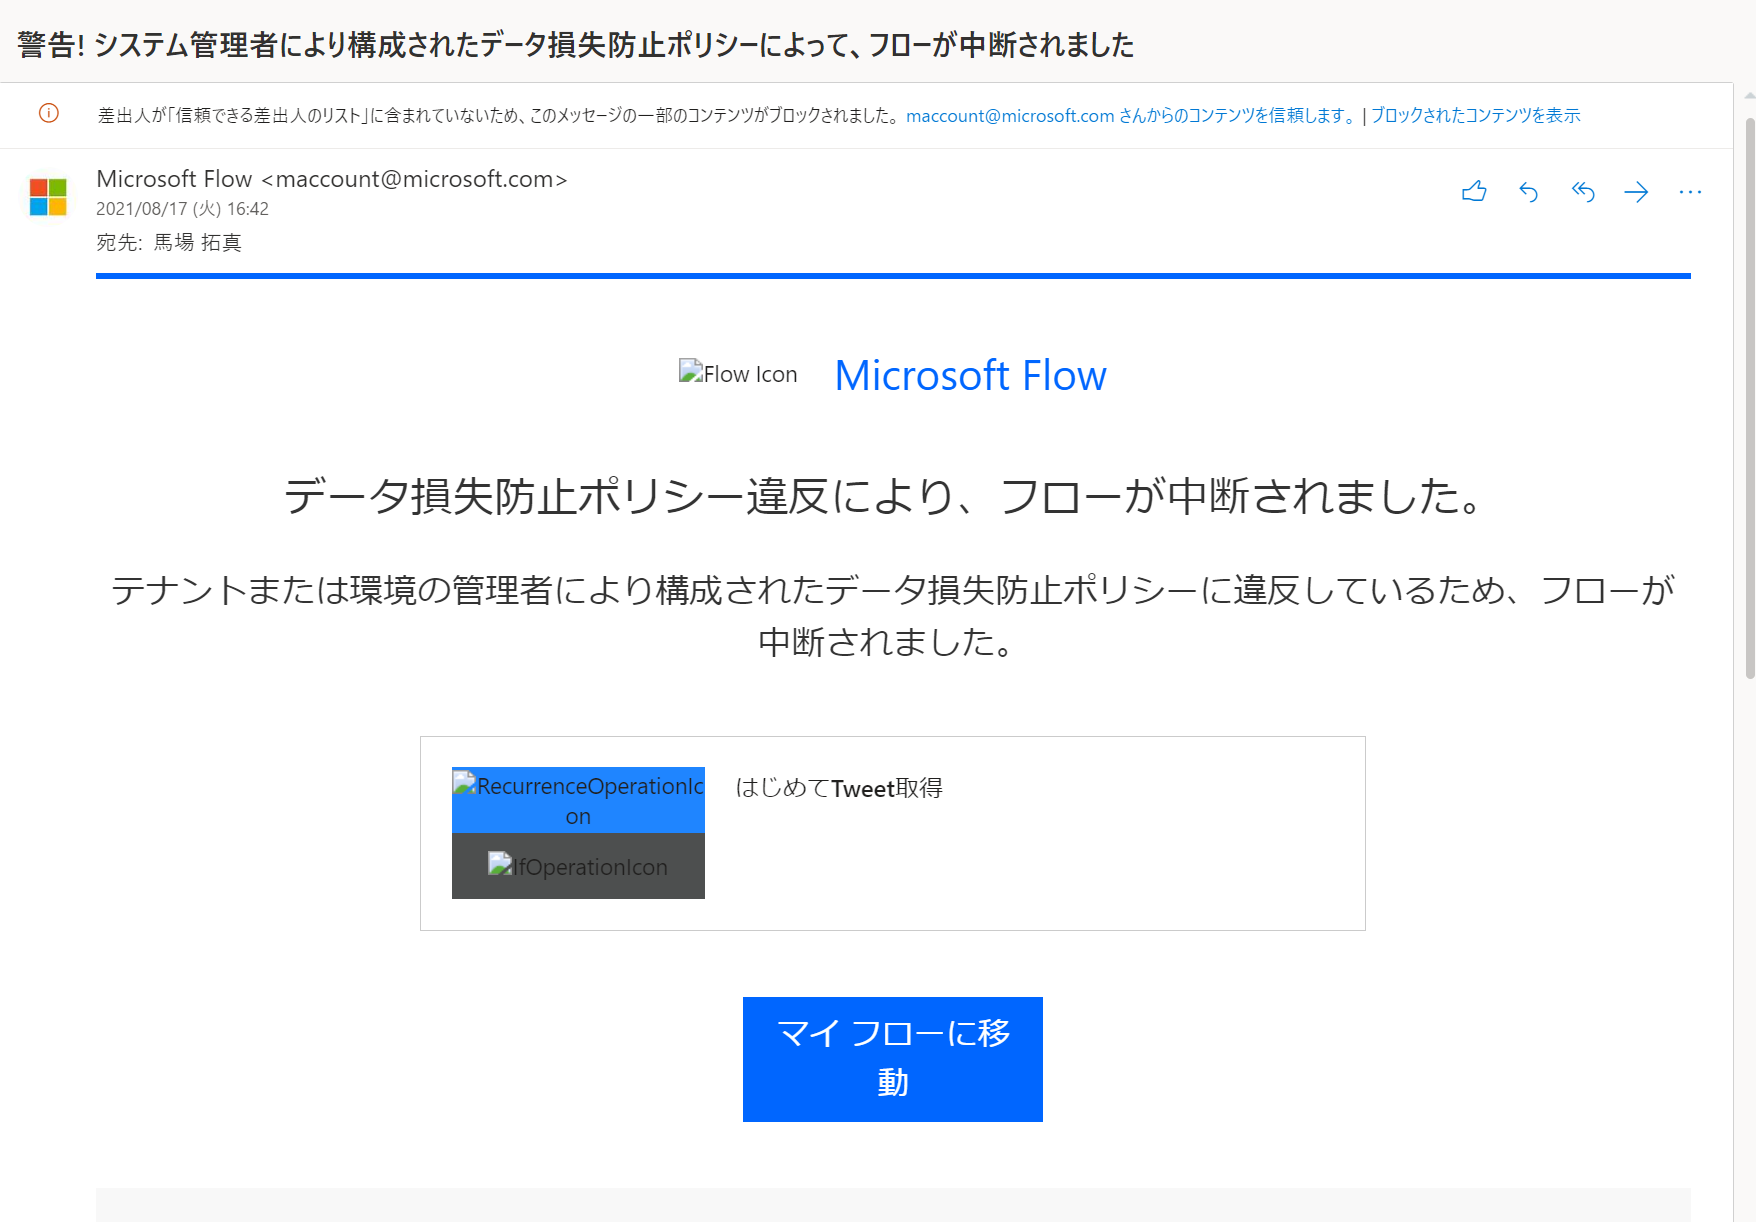 警告! システム管理者により構成されたデータ損失防止ポリシーによって、フローが中断されました
差出人が「信頼できる差出人のリスト」に含まれていないため、このメッセージの一部のコンテンツがブロックされました。 maccount@microsoft.com さんからのコンテンツを信頼します。 | ブロックされたコンテンツを表示
Microsoft Flow <maccount@microsoft.com>
2021/08/17 (火) 16:42
宛先: 馬場 拓真
Flow Icon Microsoft Flow
データ損失防止ポリシー違反により、フローが中断されました。
テナントまたは環境の管理者により構成されたデータ損失防止ポリシーに違反しているため、フローが
中断されました。
RecurrenceOperationIc
on
はじめてTweet取得
IfOperationIcon
マイ フローに移
動